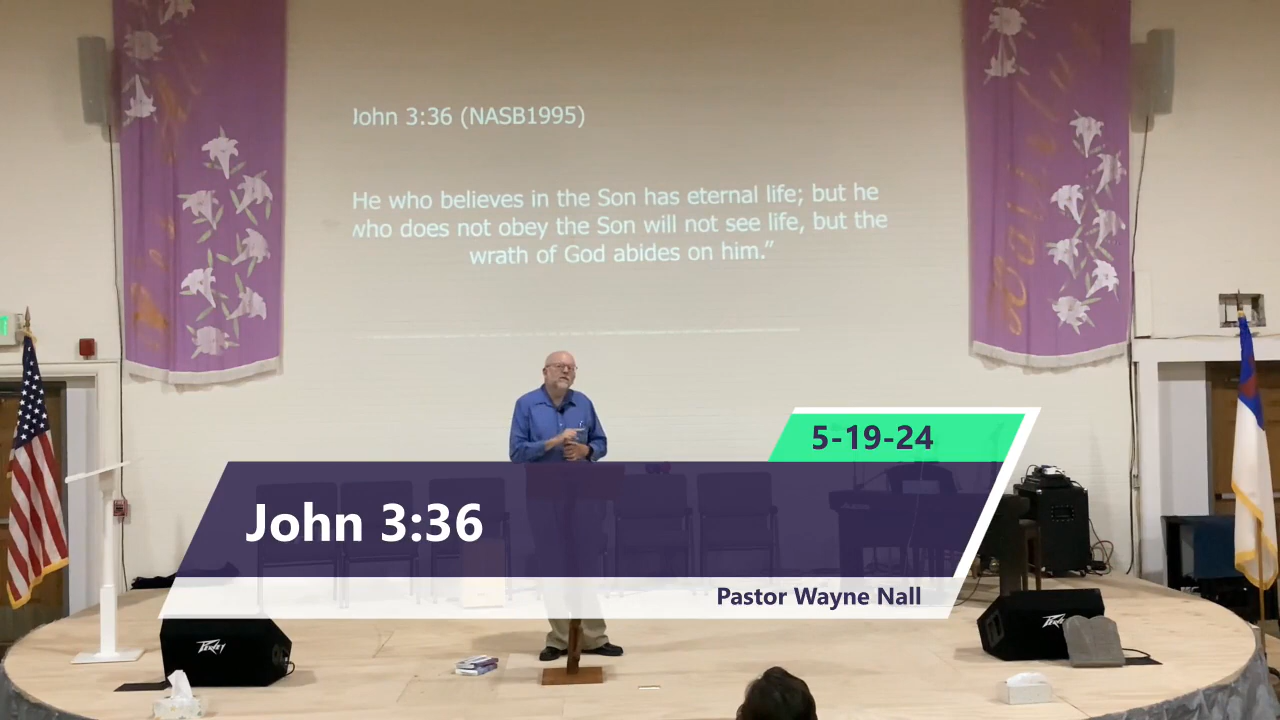 John 3:36 (NASB1995)
He who believes in the Son has eternal life; but he
who does not obey the Son will not see life, but the
wrath of God abides on him.”
5-19-24
John 3:36
Pastor Wayne Nall
PEAVEY